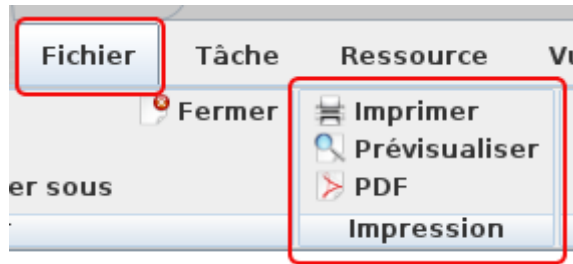 Fichier Tâche Ressource
Fermer Imprimer
Prévisualiser
er sous PDF
Impression